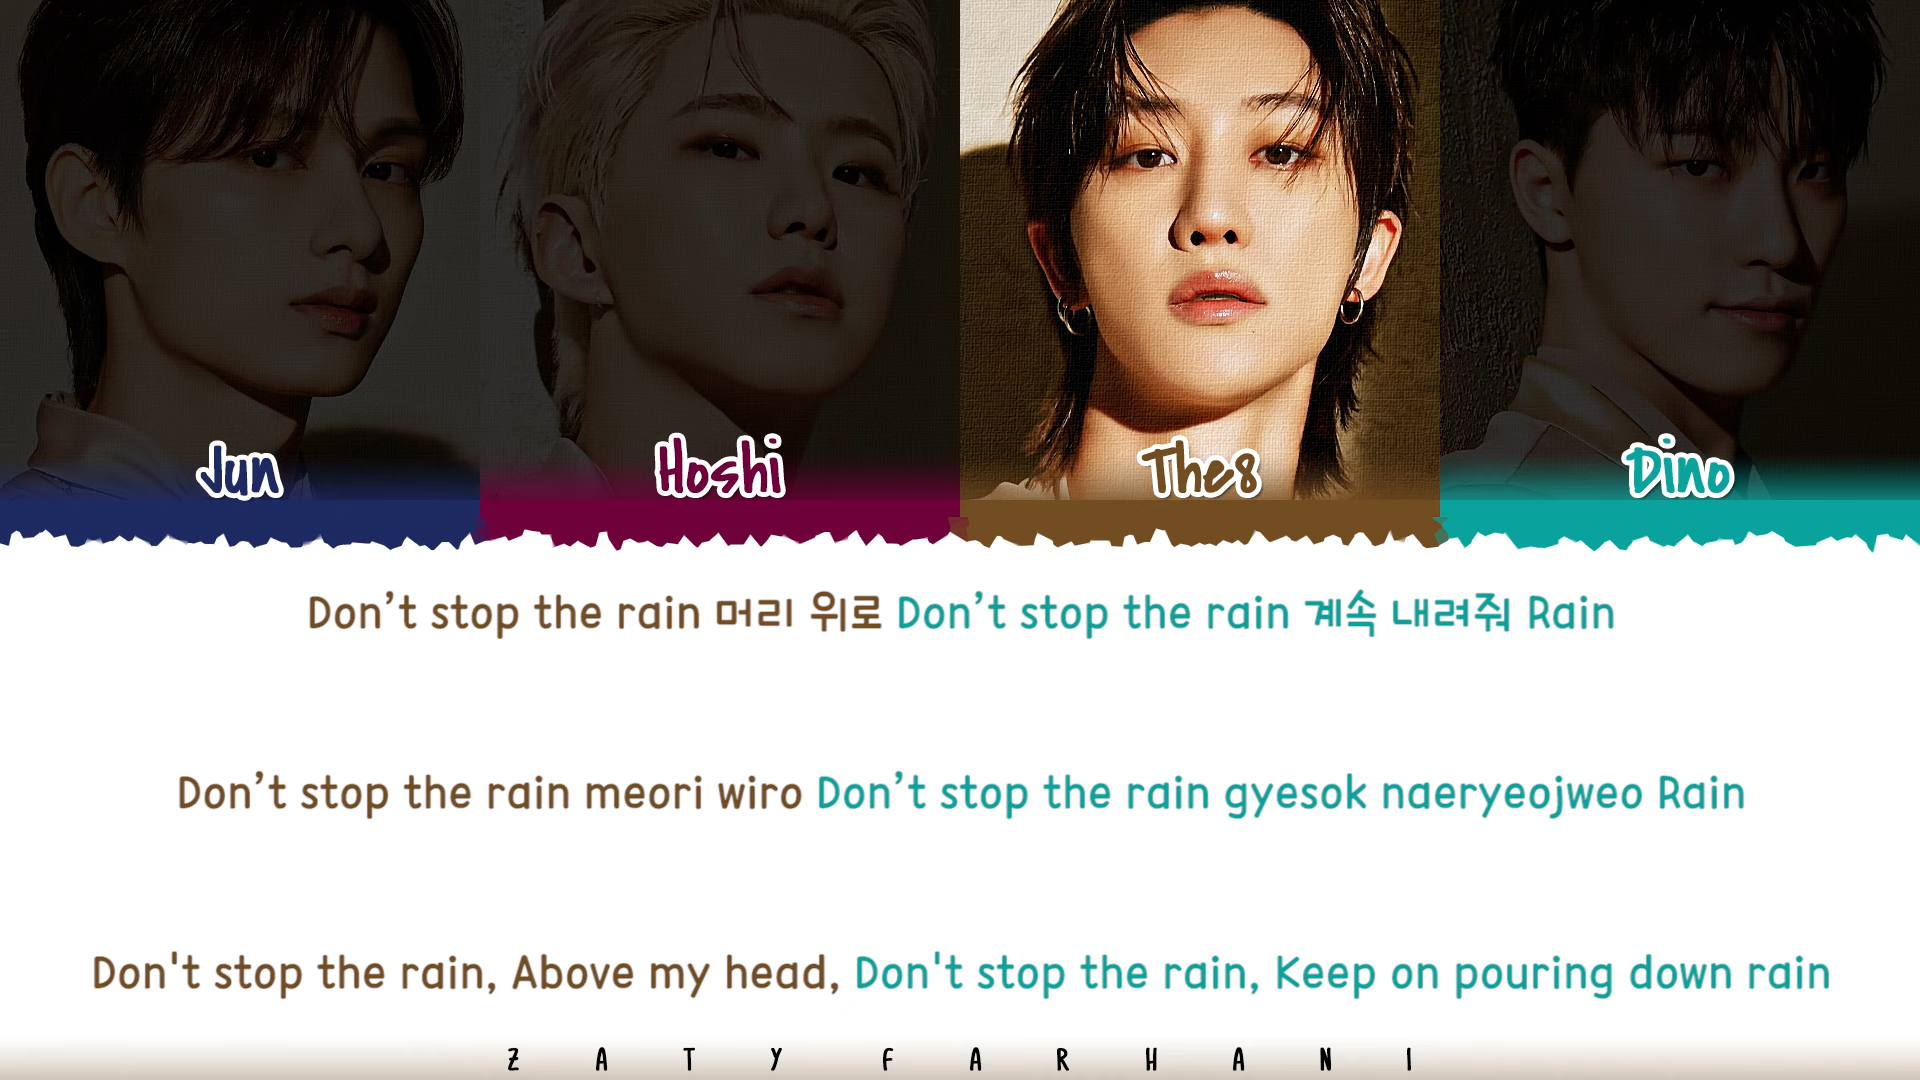 Jun Hoshi The8 Dino
Don’t stop the rain 머리 위로 Don’t stop the rain 계속 내려줘 Rain
Don’t stop the rain meori wiro Don’t stop the rain gyesok naeryeojweo Rain
Don't stop the rain, Above my head, Don't stop the rain, Keep on pouring down rain
ZATY FARHANI